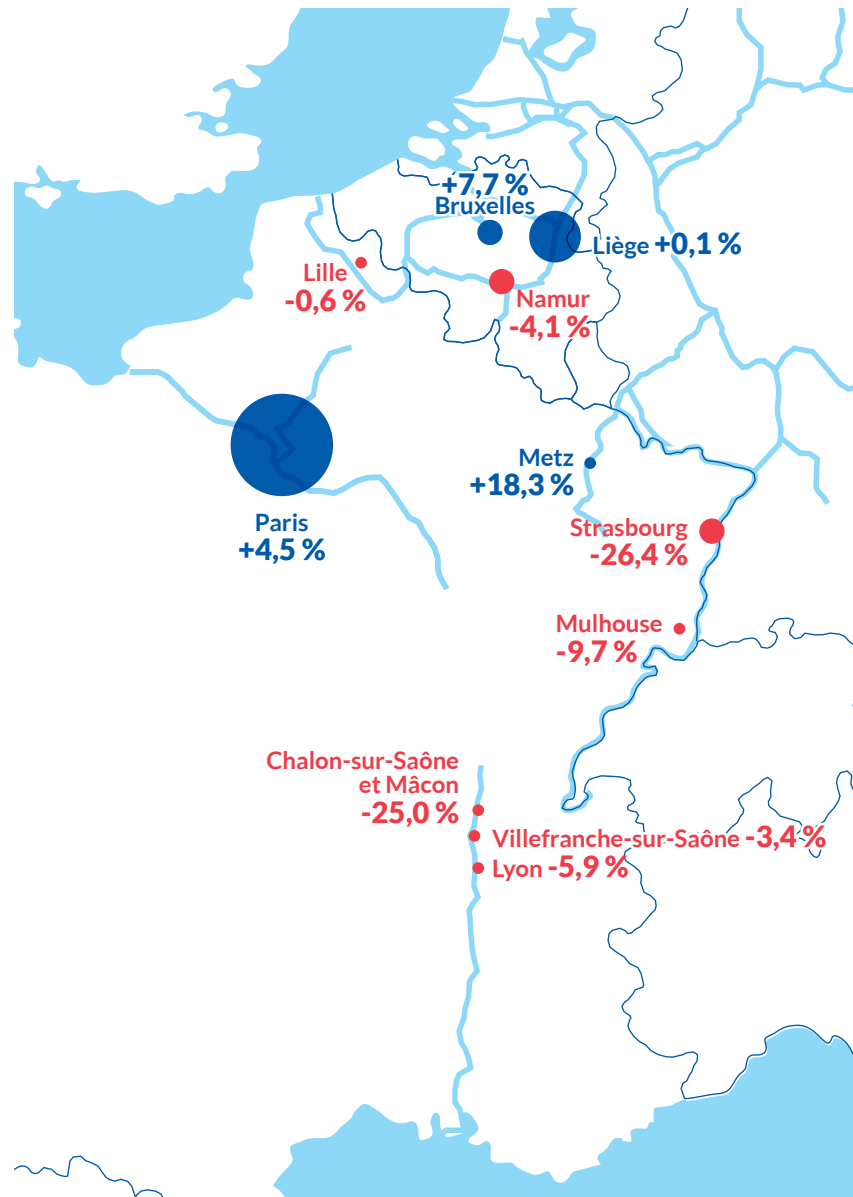 +7,7 %
Bruxelles
Liège +0,1 %
Lille
-0,6 %
Namur
-4,1 %
Metz
+18,3 %
Paris
+4,5 %
Strasbourg
-26,4 %
Mulhouse
-9,7 %
Chalon-sur-Saône
et Mâcon
-25,0 %
Villefranche-sur-Saône -3,4 %
Lyon -5,9 %